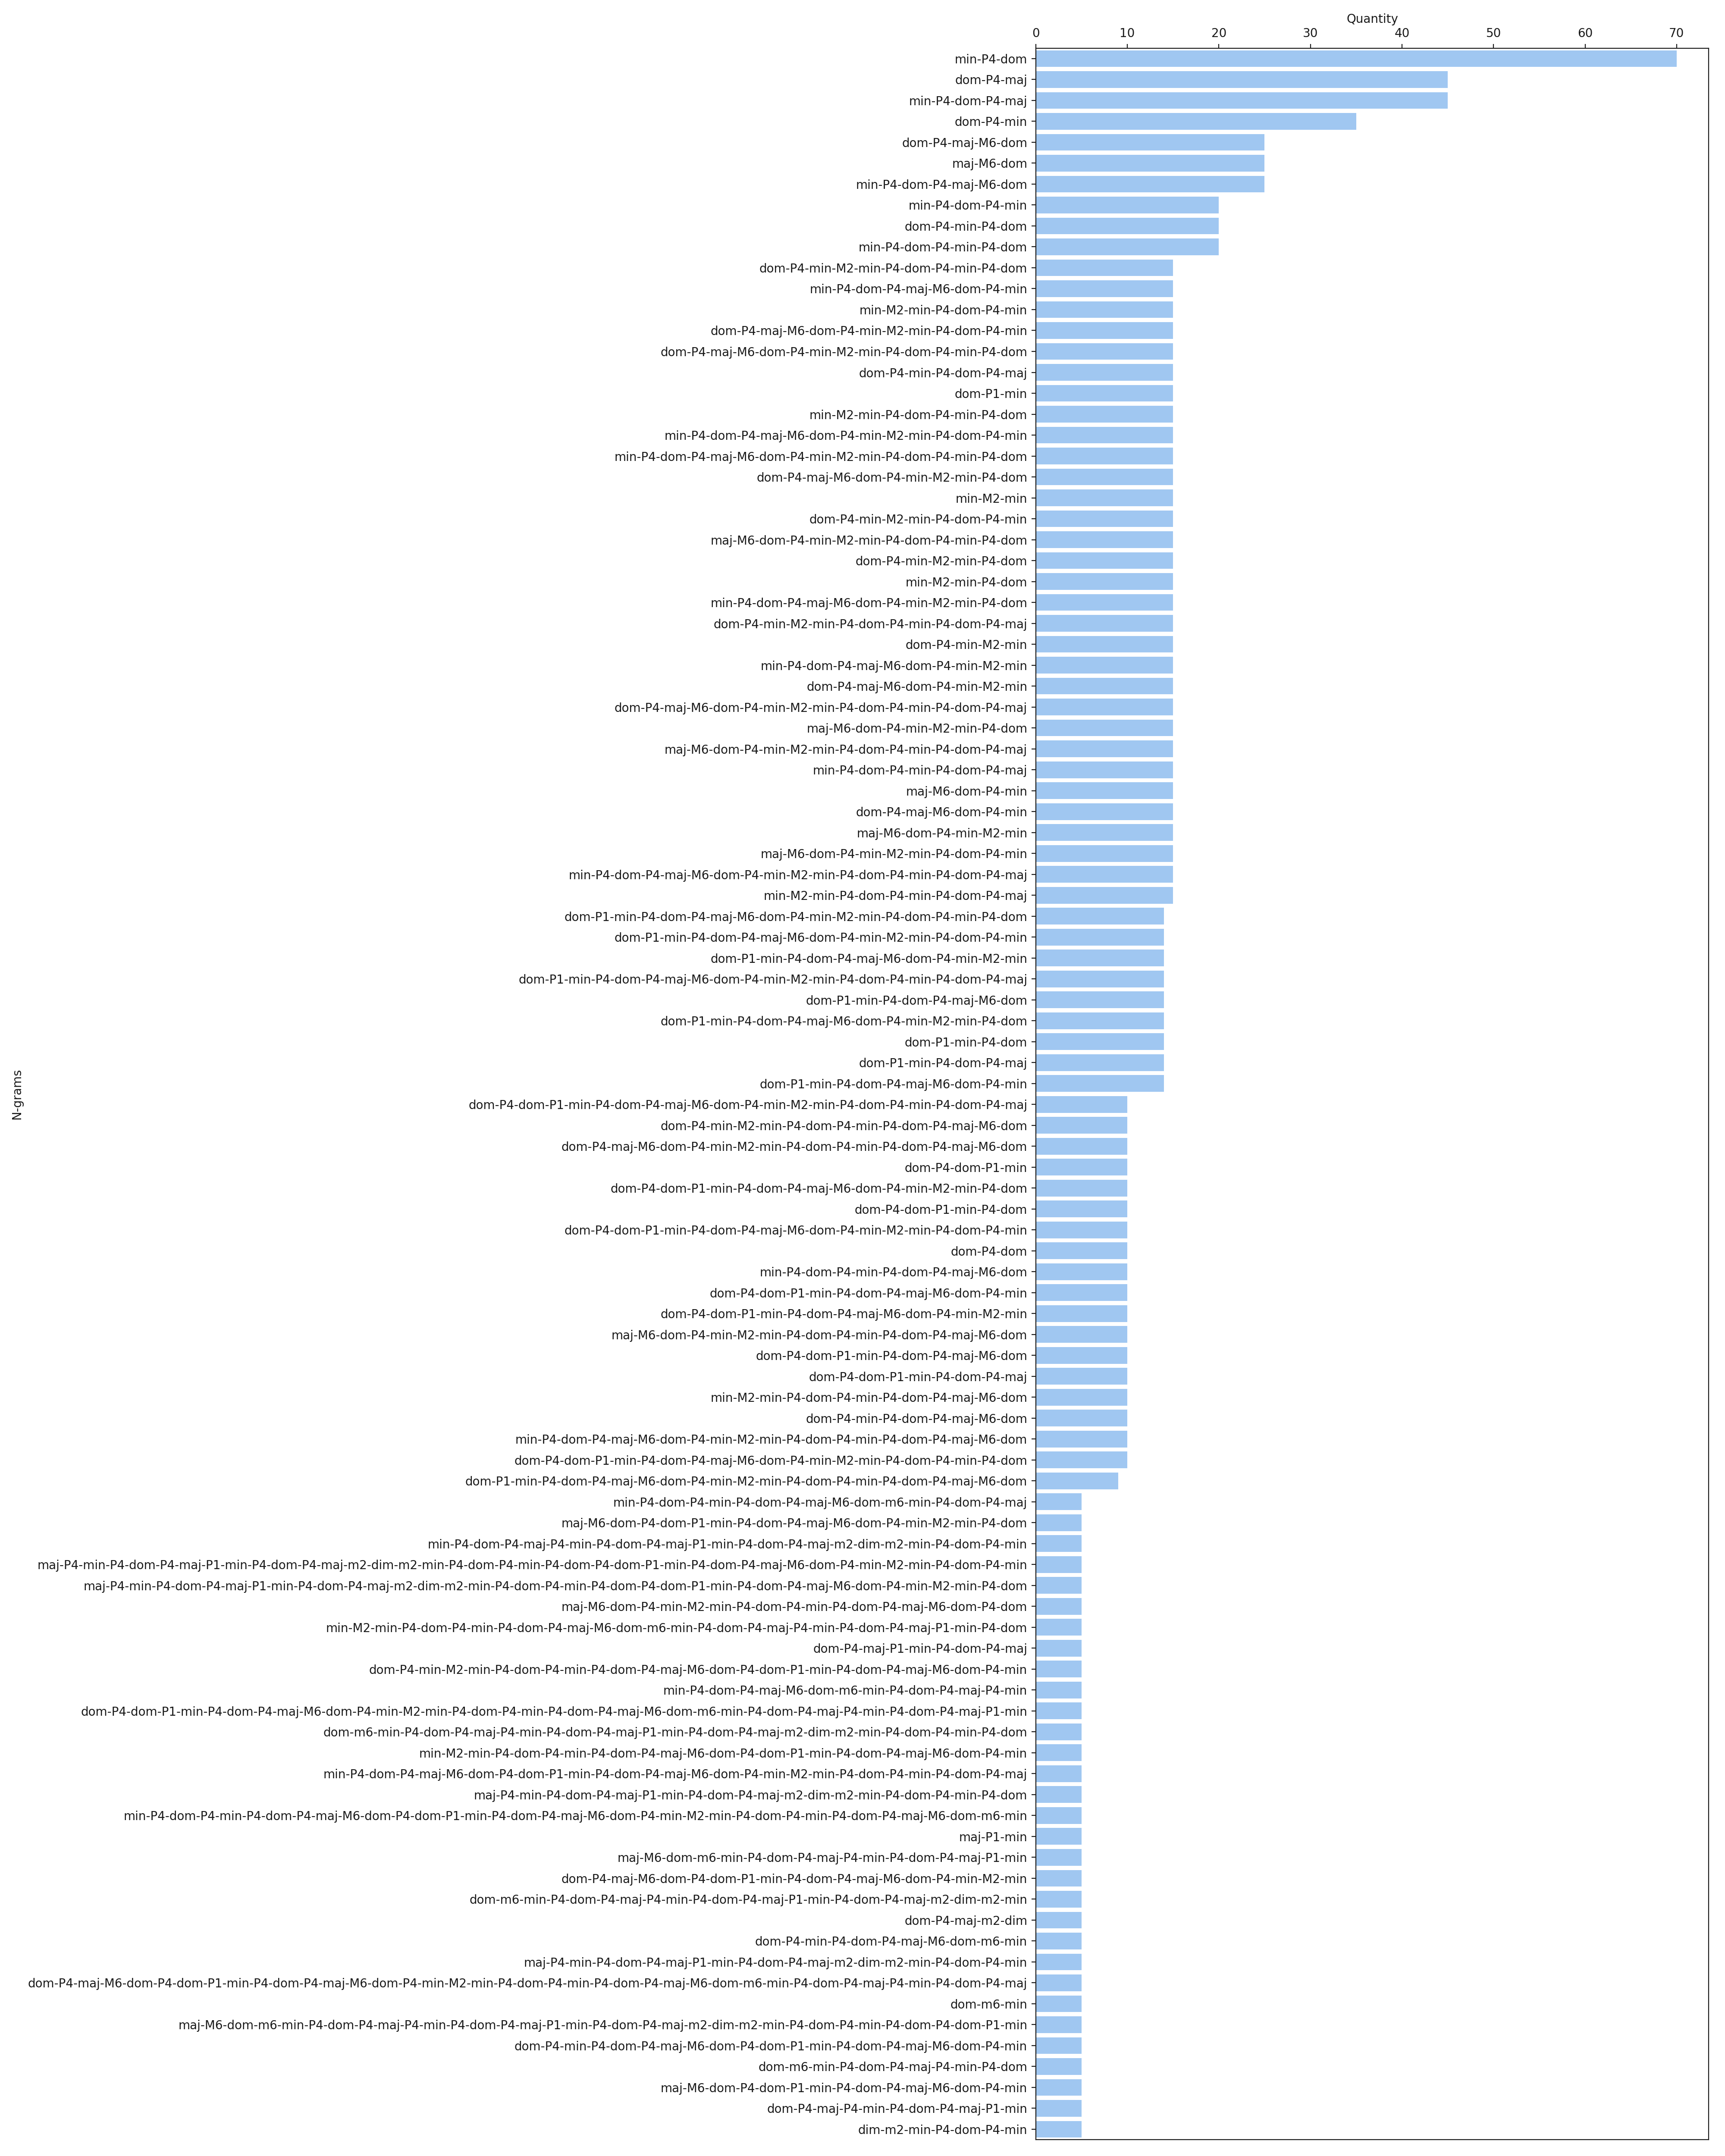 Quantity
0 10 20 30 40 50 60 70
min-P4-dom
dom-P4-maj
min-P4-dom-P4-maj
dom-P4-min
dom-P4-maj-M6-dom
maj-M6-dom
min-P4-dom-P4-maj-M6-dom
min-P4-dom-P4-min
dom-P4-min-P4-dom
min-P4-dom-P4-min-P4-dom
dom-P4-min-M2-min-P4-dom-P4-min-P4-dom
min-P4-dom-P4-maj-M6-dom-P4-min
min-M2-min-P4-dom-P4-min
dom-P4-maj-M6-dom-P4-min-M2-min-P4-dom-P4-min
dom-P4-maj-M6-dom-P4-min-M2-min-P4-dom-P4-min-P4-dom
dom-P4-min-P4-dom-P4-maj
dom-P1-min
min-M2-min-P4-dom-P4-min-P4-dom
min-P4-dom-P4-maj-M6-dom-P4-min-M2-min-P4-dom-P4-min
min-P4-dom-P4-maj-M6-dom-P4-min-M2-min-P4-dom-P4-min-P4-dom
dom-P4-maj-M6-dom-P4-min-M2-min-P4-dom
min-M2-min
dom-P4-min-M2-min-P4-dom-P4-min
maj-M6-dom-P4-min-M2-min-P4-dom-P4-min-P4-dom
dom-P4-min-M2-min-P4-dom
min-M2-min-P4-dom
min-P4-dom-P4-maj-M6-dom-P4-min-M2-min-P4-dom
dom-P4-min-M2-min-P4-dom-P4-min-P4-dom-P4-maj
dom-P4-min-M2-min
min-P4-dom-P4-maj-M6-dom-P4-min-M2-min
dom-P4-maj-M6-dom-P4-min-M2-min
dom-P4-maj-M6-dom-P4-min-M2-min-P4-dom-P4-min-P4-dom-P4-maj
maj-M6-dom-P4-min-M2-min-P4-dom
maj-M6-dom-P4-min-M2-min-P4-dom-P4-min-P4-dom-P4-maj
min-P4-dom-P4-min-P4-dom-P4-maj
maj-M6-dom-P4-min
dom-P4-maj-M6-dom-P4-min
maj-M6-dom-P4-min-M2-min
maj-M6-dom-P4-min-M2-min-P4-dom-P4-min
min-P4-dom-P4-maj-M6-dom-P4-min-M2-min-P4-dom-P4-min-P4-dom-P4-maj
min-M2-min-P4-dom-P4-min-P4-dom-P4-maj
dom-P1-min-P4-dom-P4-maj-M6-dom-P4-min-M2-min-P4-dom-P4-min-P4-dom
dom-P1-min-P4-dom-P4-maj-M6-dom-P4-min-M2-min-P4-dom-P4-min
dom-P1-min-P4-dom-P4-maj-M6-dom-P4-min-M2-min
dom-P1-min-P4-dom-P4-maj-M6-dom-P4-min-M2-min-P4-dom-P4-min-P4-dom-P4-maj
dom-P1-min-P4-dom-P4-maj-M6-dom
dom-P1-min-P4-dom-P4-maj-M6-dom-P4-min-M2-min-P4-dom
dom-P1-min-P4-dom
dom-P1-min-P4-dom-P4-maj
dom-P1-min-P4-dom-P4-maj-M6-dom-P4-min
N-grams
dom-P4-dom-P1-min-P4-dom-P4-maj-M6-dom-P4-min-M2-min-P4-dom-P4-min-P4-dom-P4-maj
dom-P4-min-M2-min-P4-dom-P4-min-P4-dom-P4-maj-M6-dom
dom-P4-maj-M6-dom-P4-min-M2-min-P4-dom-P4-min-P4-dom-P4-maj-M6-dom
dom-P4-dom-P1-min
dom-P4-dom-P1-min-P4-dom-P4-maj-M6-dom-P4-min-M2-min-P4-dom
dom-P4-dom-P1-min-P4-dom
dom-P4-dom-P1-min-P4-dom-P4-maj-M6-dom-P4-min-M2-min-P4-dom-P4-min
dom-P4-dom
min-P4-dom-P4-min-P4-dom-P4-maj-M6-dom
dom-P4-dom-P1-min-P4-dom-P4-maj-M6-dom-P4-min
dom-P4-dom-P1-min-P4-dom-P4-maj-M6-dom-P4-min-M2-min
maj-M6-dom-P4-min-M2-min-P4-dom-P4-min-P4-dom-P4-maj-M6-dom
dom-P4-dom-P1-min-P4-dom-P4-maj-M6-dom
dom-P4-dom-P1-min-P4-dom-P4-maj
min-M2-min-P4-dom-P4-min-P4-dom-P4-maj-M6-dom
dom-P4-min-P4-dom-P4-maj-M6-dom
min-P4-dom-P4-maj-M6-dom-P4-min-M2-min-P4-dom-P4-min-P4-dom-P4-maj-M6-dom
dom-P4-dom-P1-min-P4-dom-P4-maj-M6-dom-P4-min-M2-min-P4-dom-P4-min-P4-dom
dom-P1-min-P4-dom-P4-maj-M6-dom-P4-min-M2-min-P4-dom-P4-min-P4-dom-P4-maj-M6-dom
min-P4-dom-P4-min-P4-dom-P4-maj-M6-dom-m6-min-P4-dom-P4-maj
maj-M6-dom-P4-dom-P1-min-P4-dom-P4-maj-M6-dom-P4-min-M2-min-P4-dom
min-P4-dom-P4-maj-P4-min-P4-dom-P4-maj-P1-min-P4-dom-P4-maj-m2-dim-m2-min-P4-dom-P4-min
maj-P4-min-P4-dom-P4-maj-P1-min-P4-dom-P4-maj-m2-dim-m2-min-P4-dom-P4-min-P4-dom-P4-dom-P1-min-P4-dom-P4-maj-M6-dom-P4-min-M2-min-P4-dom-P4-min
maj-P4-min-P4-dom-P4-maj-P1-min-P4-dom-P4-maj-m2-dim-m2-min-P4-dom-P4-min-P4-dom-P4-dom-P1-min-P4-dom-P4-maj-M6-dom-P4-min-M2-min-P4-dom
maj-M6-dom-P4-min-M2-min-P4-dom-P4-min-P4-dom-P4-maj-M6-dom-P4-dom
min-M2-min-P4-dom-P4-min-P4-dom-P4-maj-M6-dom-m6-min-P4-dom-P4-maj-P4-min-P4-dom-P4-maj-P1-min-P4-dom
dom-P4-maj-P1-min-P4-dom-P4-maj
dom-P4-min-M2-min-P4-dom-P4-min-P4-dom-P4-maj-M6-dom-P4-dom-P1-min-P4-dom-P4-maj-M6-dom-P4-min
min-P4-dom-P4-maj-M6-dom-m6-min-P4-dom-P4-maj-P4-min
dom-P4-dom-P1-min-P4-dom-P4-maj-M6-dom-P4-min-M2-min-P4-dom-P4-min-P4-dom-P4-maj-M6-dom-m6-min-P4-dom-P4-maj-P4-min-P4-dom-P4-maj-P1-min
dom-m6-min-P4-dom-P4-maj-P4-min-P4-dom-P4-maj-P1-min-P4-dom-P4-maj-m2-dim-m2-min-P4-dom-P4-min-P4-dom
min-M2-min-P4-dom-P4-min-P4-dom-P4-maj-M6-dom-P4-dom-P1-min-P4-dom-P4-maj-M6-dom-P4-min
min-P4-dom-P4-maj-M6-dom-P4-dom-P1-min-P4-dom-P4-maj-M6-dom-P4-min-M2-min-P4-dom-P4-min-P4-dom-P4-maj
maj-P4-min-P4-dom-P4-maj-P1-min-P4-dom-P4-maj-m2-dim-m2-min-P4-dom-P4-min-P4-dom
min-P4-dom-P4-min-P4-dom-P4-maj-M6-dom-P4-dom-P1-min-P4-dom-P4-maj-M6-dom-P4-min-M2-min-P4-dom-P4-min-P4-dom-P4-maj-M6-dom-m6-min
maj-P1-min
maj-M6-dom-m6-min-P4-dom-P4-maj-P4-min-P4-dom-P4-maj-P1-min
dom-P4-maj-M6-dom-P4-dom-P1-min-P4-dom-P4-maj-M6-dom-P4-min-M2-min
dom-m6-min-P4-dom-P4-maj-P4-min-P4-dom-P4-maj-P1-min-P4-dom-P4-maj-m2-dim-m2-min
dom-P4-maj-m2-dim
dom-P4-min-P4-dom-P4-maj-M6-dom-m6-min
maj-P4-min-P4-dom-P4-maj-P1-min-P4-dom-P4-maj-m2-dim-m2-min-P4-dom-P4-min
dom-P4-maj-M6-dom-P4-dom-P1-min-P4-dom-P4-maj-M6-dom-P4-min-M2-min-P4-dom-P4-min-P4-dom-P4-maj-M6-dom-m6-min-P4-dom-P4-maj-P4-min-P4-dom-P4-maj
dom-m6-min
maj-M6-dom-m6-min-P4-dom-P4-maj-P4-min-P4-dom-P4-maj-P1-min-P4-dom-P4-maj-m2-dim-m2-min-P4-dom-P4-min-P4-dom-P4-dom-P1-min
dom-P4-min-P4-dom-P4-maj-M6-dom-P4-dom-P1-min-P4-dom-P4-maj-M6-dom-P4-min
dom-m6-min-P4-dom-P4-maj-P4-min-P4-dom
maj-M6-dom-P4-dom-P1-min-P4-dom-P4-maj-M6-dom-P4-min
dom-P4-maj-P4-min-P4-dom-P4-maj-P1-min
dim-m2-min-P4-dom-P4-min